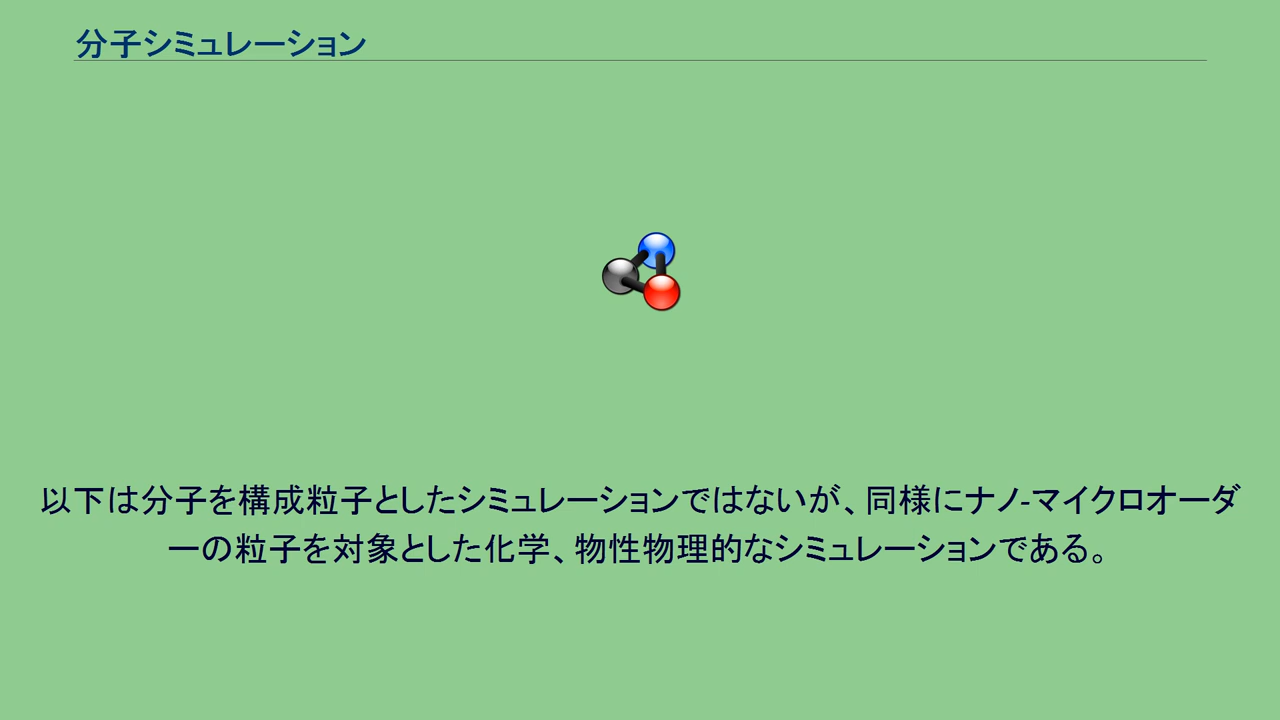 分子シミュレーション
以下は分子を構成粒子としたシミュレーションではないが、同様にナノ-マイクロオーダ
ーの粒子を対象とした化学、物性物理的なシミュレーションである。